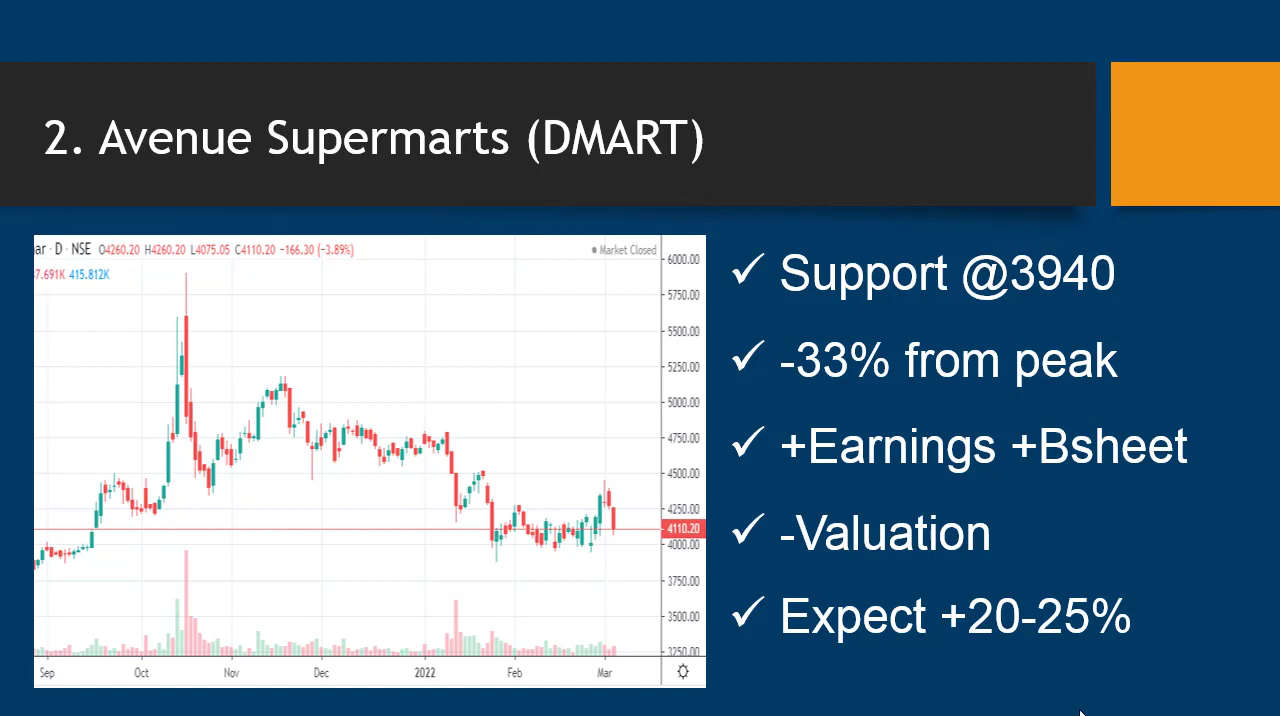 2. Avenue Supermarts (DMART)
ar · D · NSE O4260.20 H4260.20 L4075.05 C4110.20 -166.30 (-3.89%)
Market Closed
7.691K 415.812K
6000.00
5750.00
5500.00
5250.00
5000.00
4750.00
4500.00
4250.00
4110.20
4000.00
3750.00
3500.00
3250.00
Sep Oct Nov Dec 2022 Feb Mar
Support @3940
-33% from peak
+Earnings +Bsheet
-Valuation
Expect +20-25%